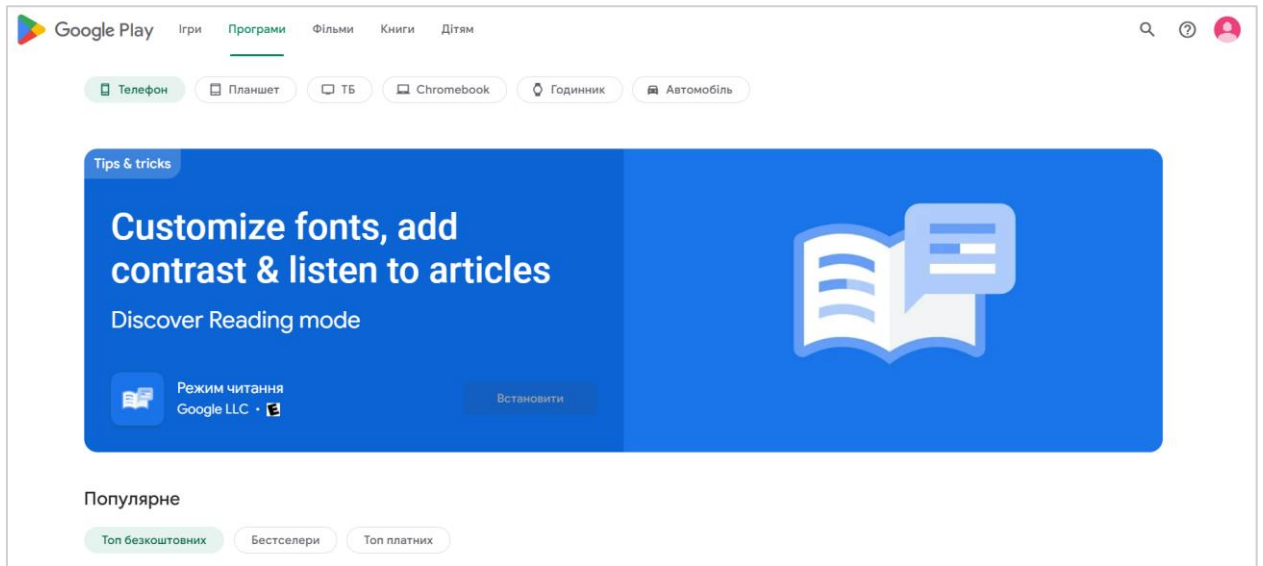 Google Play Ігри Програми Фільми Книги Дітям
Телефон Планшет ТБ Chromebook Годинник Автомобіль
Tips & tricks
Customize fonts, add
contrast & listen to articles
Discover Reading mode
Режим читання
Google LLC • E
Встановити
Популярне
Топ безкоштовних Бестселери Топ платних